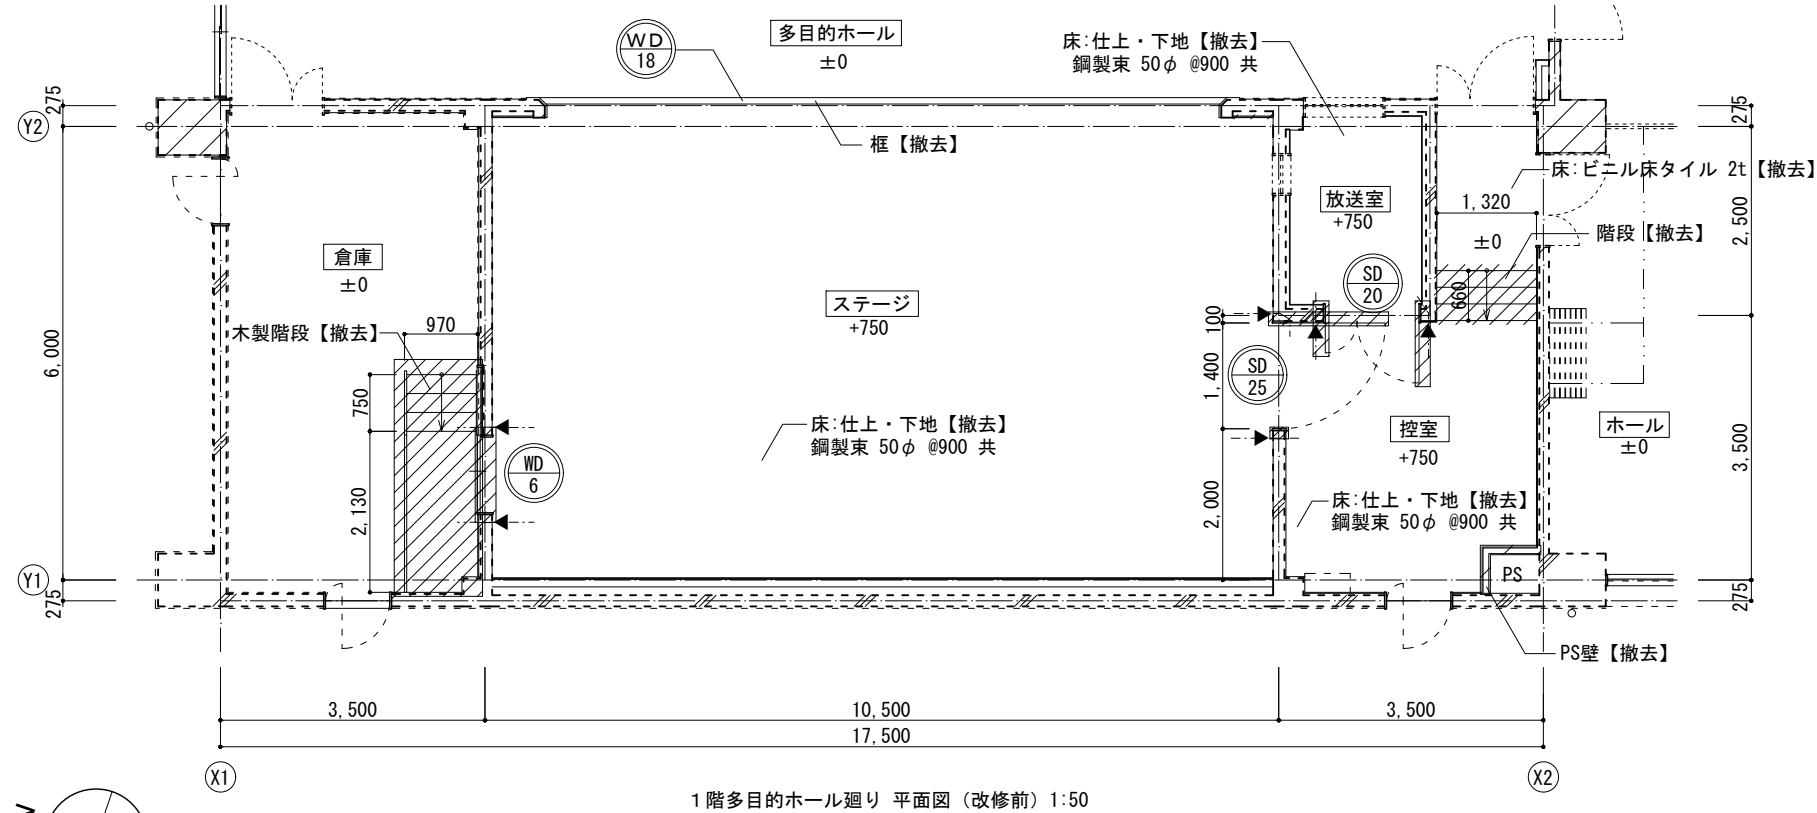 WD
18
多目的ホール
±0
床:仕上・下地【撤去】
鋼製束 50φ @900 共
275
Y2
275
框【撤去】
床:ビニル床タイル 2t【撤去】
放送室
+750
1,320
2,500
±0
階段【撤去】
倉庫
±0
SD
20
660
ステージ
+750
100
木製階段【撤去】
970
6,000
SD
25
1,400
750
床:仕上・下地【撤去】
鋼製束 50φ @900 共
控室
+750
ホール
±0
3,500
WD
6
2,130
2,000
床:仕上・下地【撤去】
鋼製束 50φ @900 共
Y1
PS
275
275
PS壁【撤去】
3,500
10,500
3,500
17,500
X1
X2
1階多目的ホール廻り 平面図（改修前）1:50